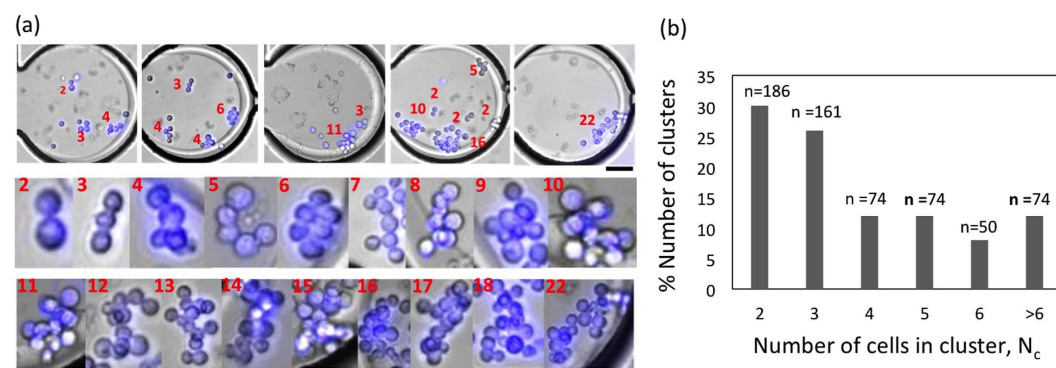 (a)
2
3
4
4
3
4
6
11
3
10
2
2
2
5
16
22
2 3 4 5 6 7 8 9 10
11 12 13 14 15 16 17 18 22
(b)
% Number of clusters
35
30
25
20
15
10
5
0
n=186
n =161
n =74
n =74
n=50
n =74
2 3 4 5 6 >6
Number of cells in cluster, Nc